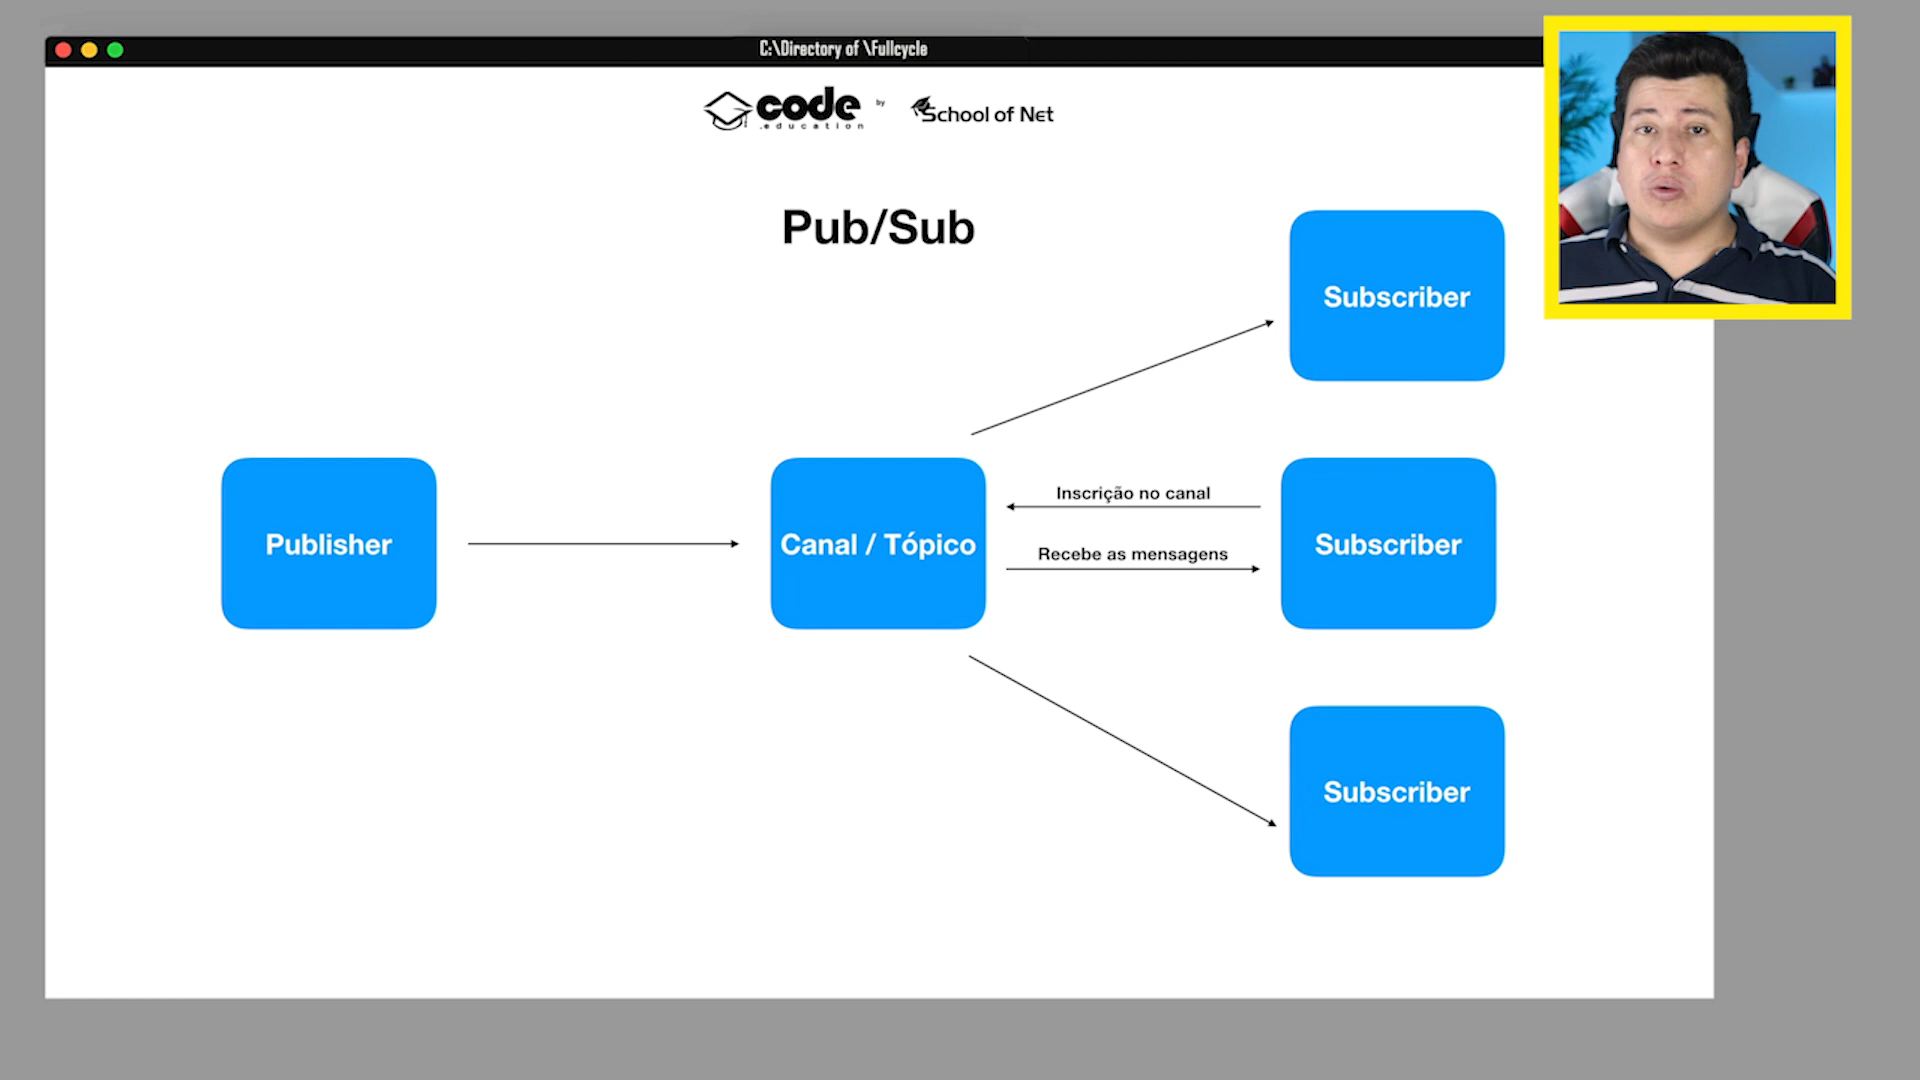 C:\Directory of \Fullcycle
code
.education
by
School of Net
Pub/Sub
Subscriber
Inscrição no canal
Publisher
Canal / Tópico
Recebe as mensagens
Subscriber
Subscriber